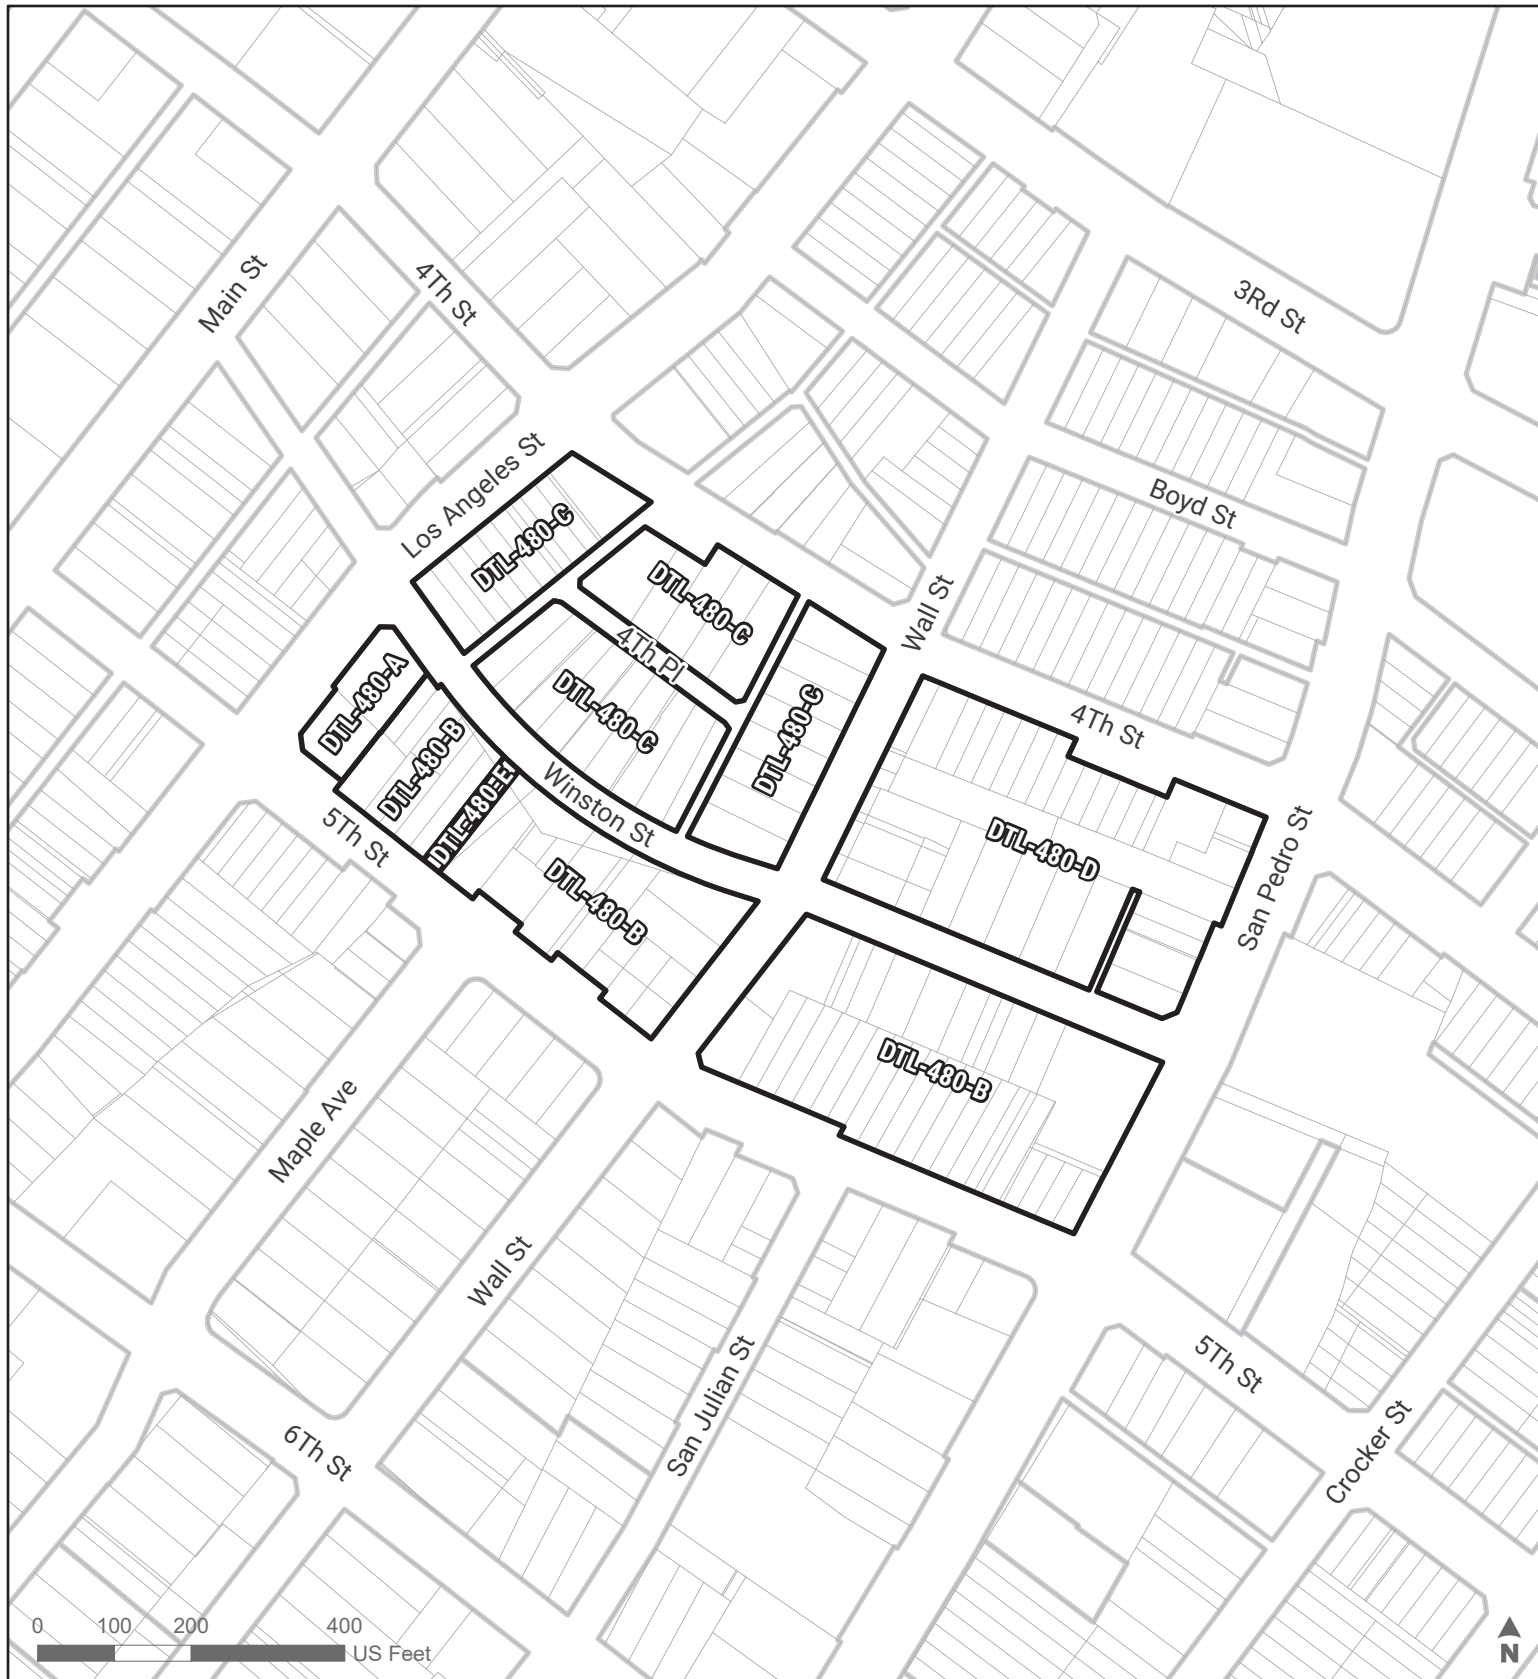 Main St
4Th St
3Rd St
Los Angeles St
Boyd St
DTL-480-C
DTL-480-C
Wall St
4Th Pl
DTL-480-A
DTL-480-C
DTL-480-C
4Th St
DTL-480-B
DTL-480-E
Winston St
5Th St
DTL-480-D
San Pedro St
DTL-480-B
DTL-480-B
Maple Ave
Wall St
San Julian St
5Th St
6Th St
Crocker St
0 100 200 400
US Feet
N